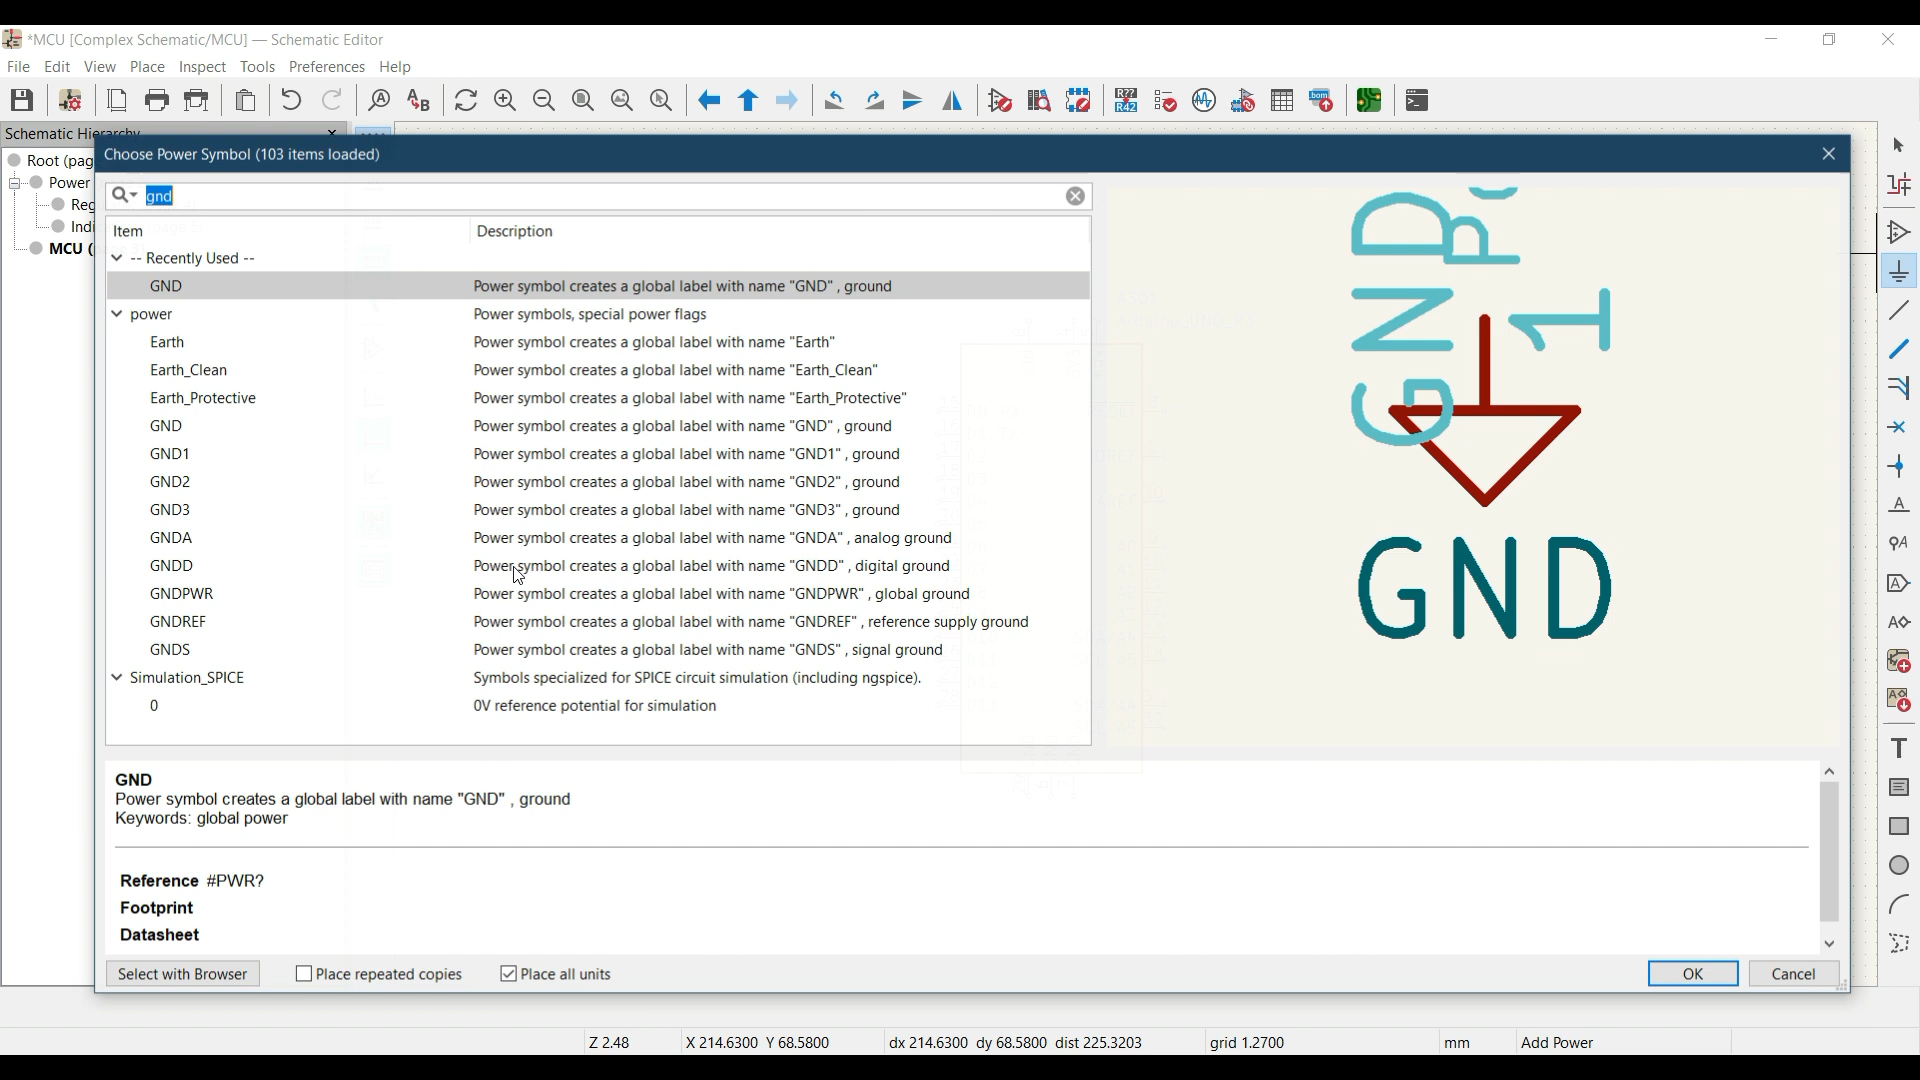 *MCU [Complex Schematic/MCU] — Schematic Editor
File Edit View Place Inspect Tools Preferences Help
Schematic Hierarchy
Root (pag
Power
Reg
Indi
MCU (
Choose Power Symbol (103 items loaded)
gnd
Item Description
-- Recently Used --
GND Power symbol creates a global label with name "GND" , ground
power Power symbols, special power flags
Earth Power symbol creates a global label with name "Earth"
Earth_Clean Power symbol creates a global label with name "Earth_Clean"
Earth_Protective Power symbol creates a global label with name "Earth_Protective"
GND Power symbol creates a global label with name "GND" , ground
GND1 Power symbol creates a global label with name "GND1" , ground
GND2 Power symbol creates a global label with name "GND2" , ground
GND3 Power symbol creates a global label with name "GND3" , ground
GNDA Power symbol creates a global label with name "GNDA" , analog ground
GNDD Power symbol creates a global label with name "GNDD" , digital ground
GNDPWR Power symbol creates a global label with name "GNDPWR" , global ground
GNDREF Power symbol creates a global label with name "GNDREF" , reference supply ground
GNDS Power symbol creates a global label with name "GNDS" , signal ground
Simulation_SPICE Symbols specialized for SPICE circuit simulation (including ngspice).
0 0V reference potential for simulation
GND
1
GND
GND
Power symbol creates a global label with name "GND" , ground
Keywords: global power
Reference #PWR?
Footprint
Datasheet
Select with Browser Place repeated copies Place all units OK Cancel
Z 2.48 X 214.6300 Y 68.5800 dx 214.6300 dy 68.5800 dist 225.3203 grid 1.2700 mm Add Power